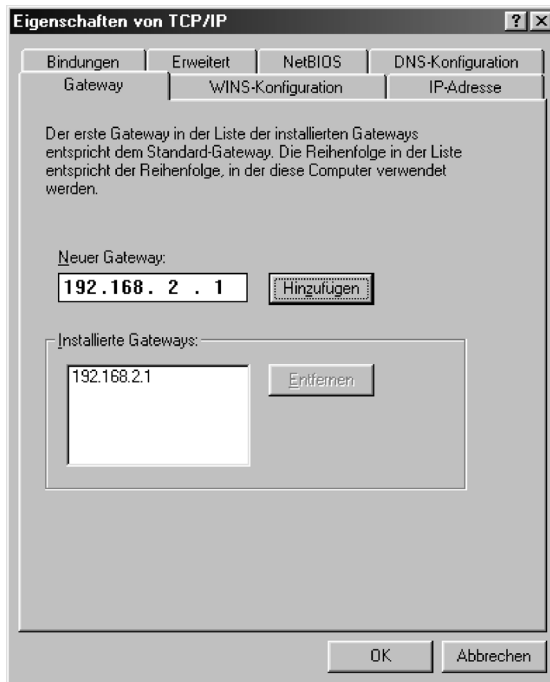 Eigenschaften von TCP/IP
Bindungen Erweitert NetBIOS DNS-Konfiguration
Gateway WINS-Konfiguration IP-Adresse
Der erste Gateway in der Liste der installierten Gateways
entspricht dem Standard-Gateway. Die Reihenfolge in der Liste
entspricht der Reihenfolge, in der diese Computer verwendet
werden.
Neuer Gateway:
192.168. 2 . 1 Hinzufügen
Installierte Gateways:
192.168.2.1 Entfernen
OK Abbrechen